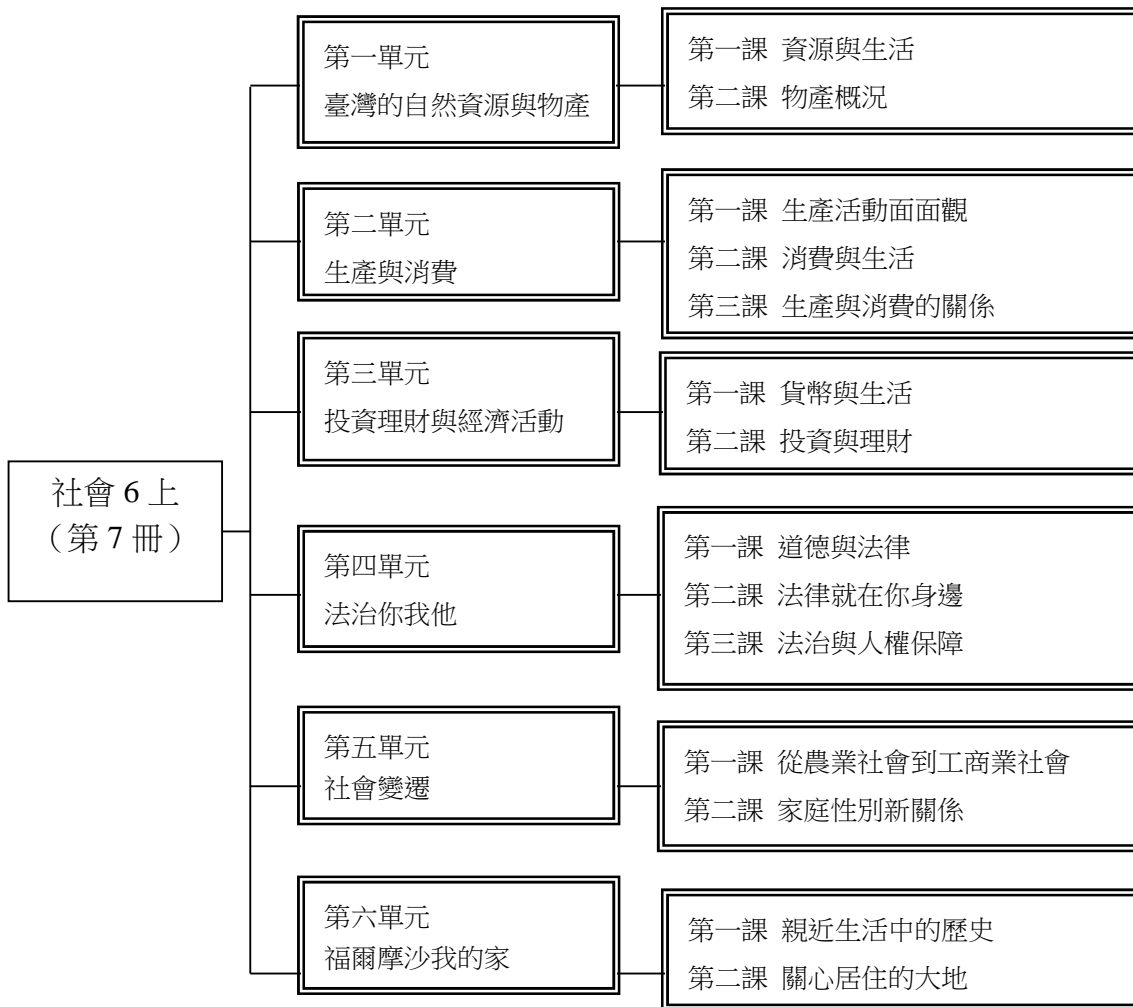 社會 6 上
（第 7 冊）
第一單元
臺灣的自然資源與物產
第一課 資源與生活
第二課 物產概況
第二單元
生產與消費
第一課 生產活動面面觀
第二課 消費與生活
第三課 生產與消費的關係
第三單元
投資理財與經濟活動
第一課 貨幣與生活
第二課 投資與理財
第四單元
法治你我他
第一課 道德與法律
第二課 法律就在你身邊
第三課 法治與人權保障
第五單元
社會變遷
第一課 從農業社會到工商業社會
第二課 家庭性別新關係
第六單元
福爾摩沙我的家
第一課 親近生活中的歷史
第二課 關心居住的大地